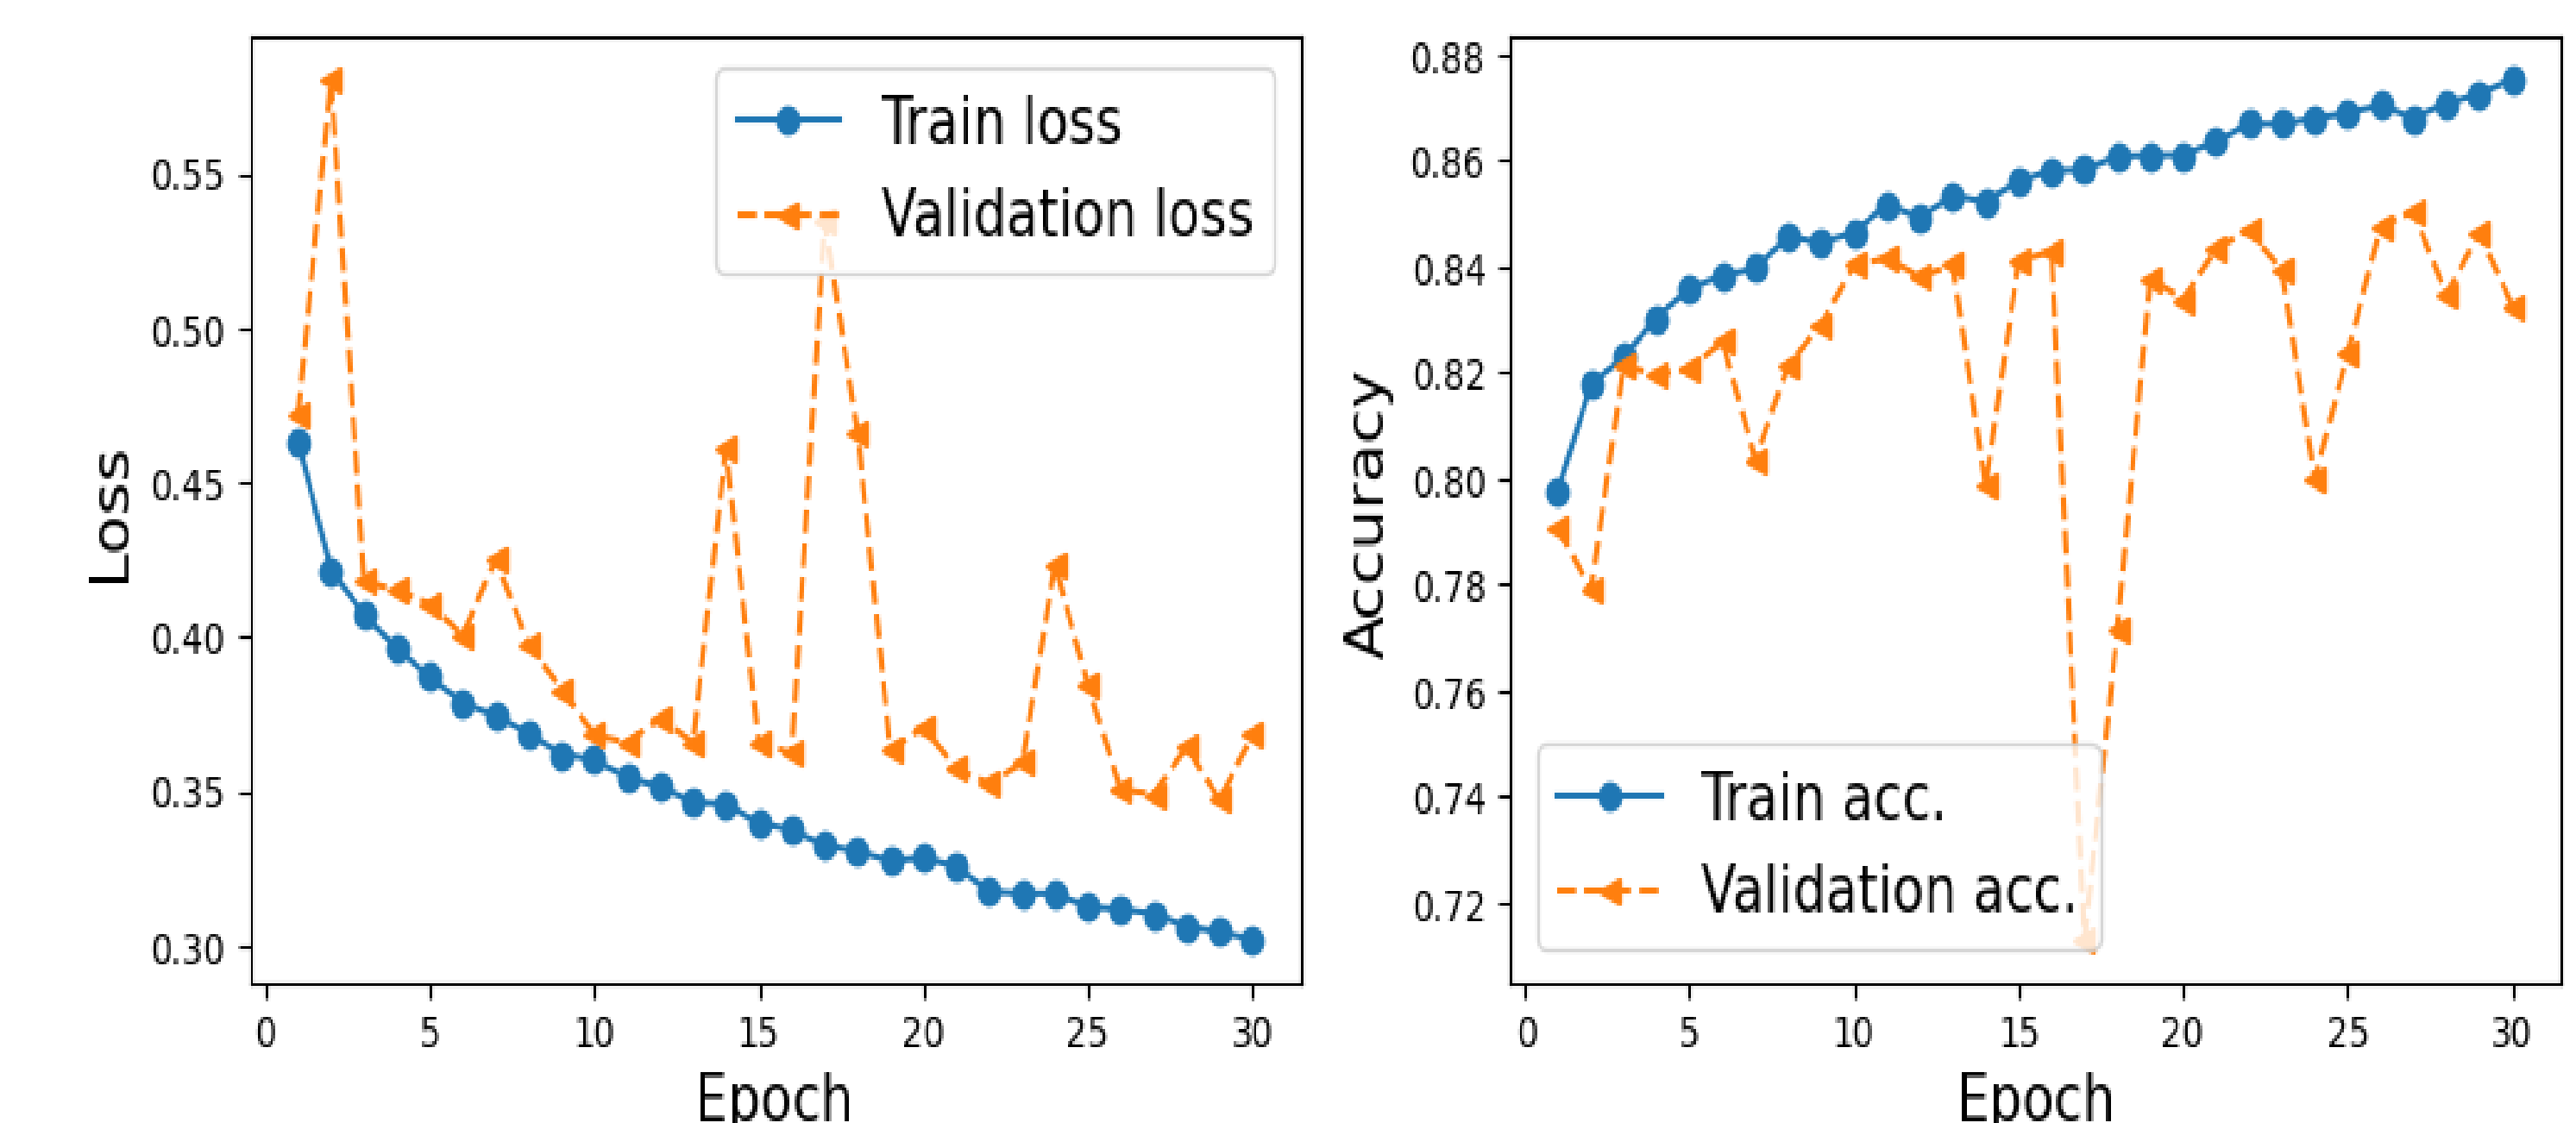 Loss
0.55
0.50
0.45
0.40
0.35
0.30
Train loss
Validation loss
0 5 10 15 20 25 30
Epoch
Accuracy
0.88
0.86
0.84
0.82
0.80
0.78
0.76
0.74
0.72
Train acc.
Validation acc.
0 5 10 15 20 25 30
Epoch